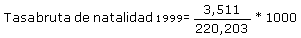 Tasabruta de natalidad 1999= 3,511 / 220,203 * 1000